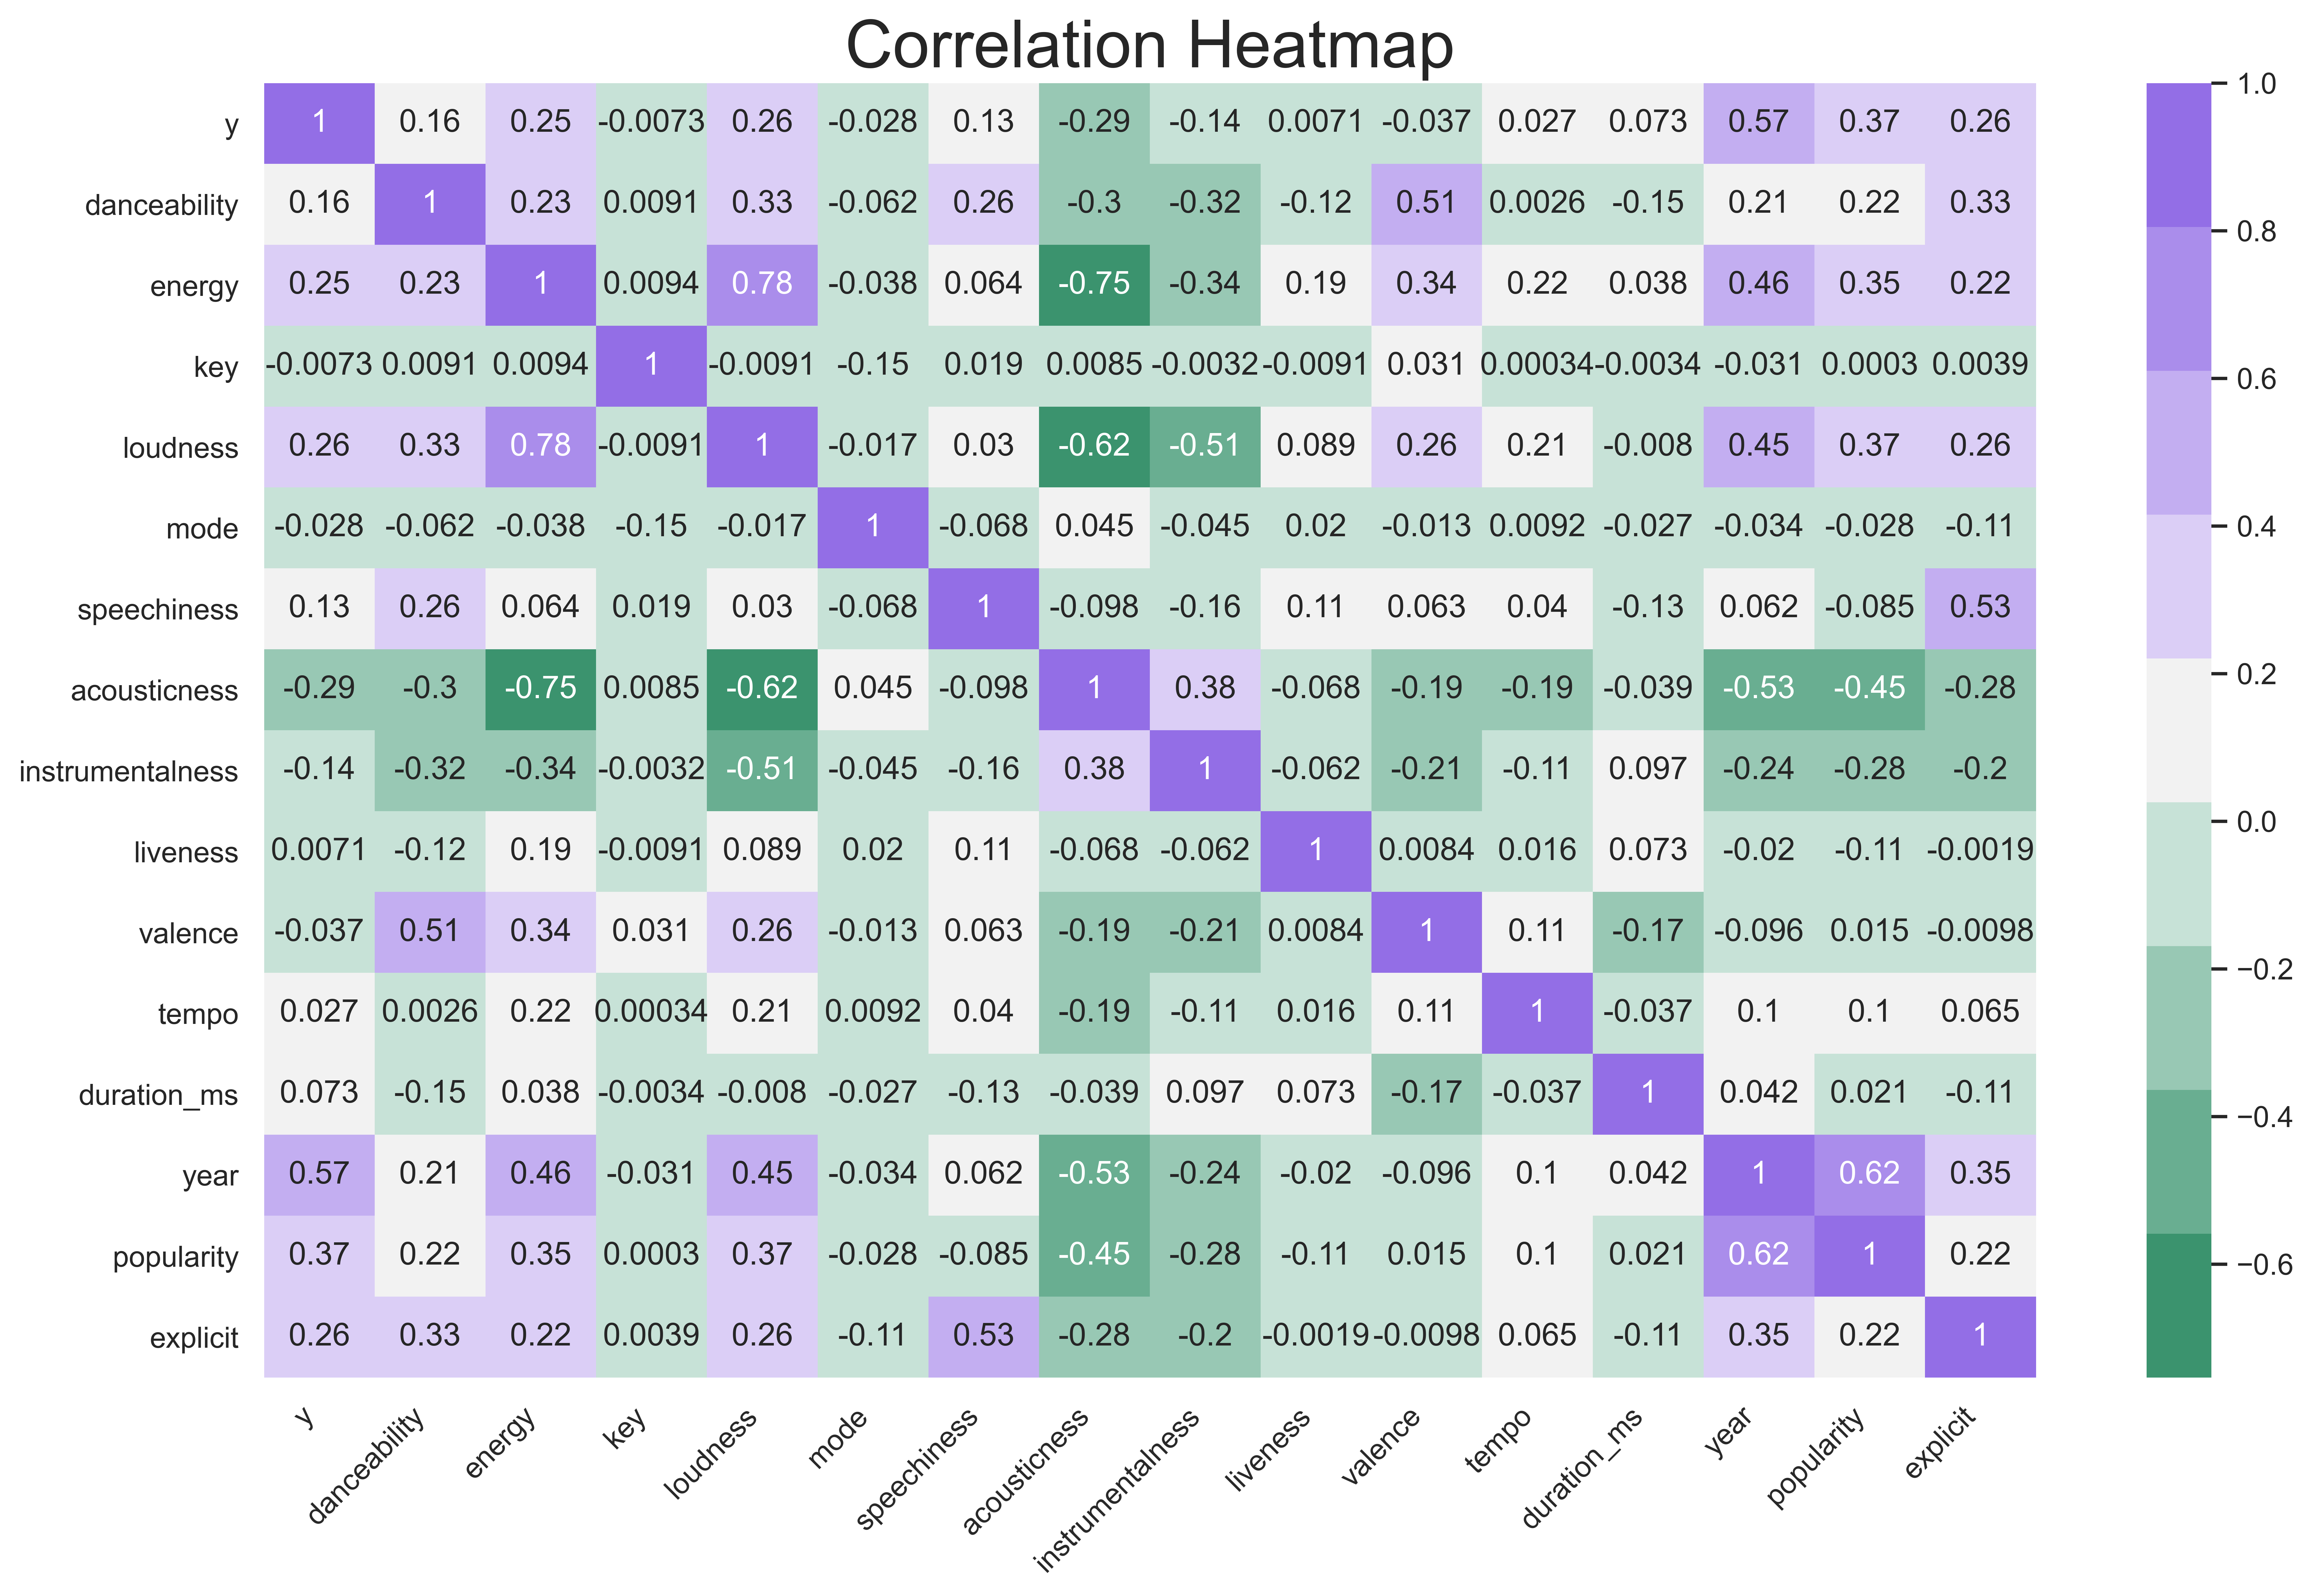 Correlation Heatmap
y 1 0.16 0.25 -0.0073 0.26 -0.028 0.13 -0.29 -0.14 0.0071 -0.037 0.027 0.073 0.57 0.37 0.26
danceability 0.16 1 0.23 0.0091 0.33 -0.062 0.26 -0.3 -0.32 -0.12 0.51 0.0026 -0.15 0.21 0.22 0.33
energy 0.25 0.23 1 0.0094 0.78 -0.038 0.064 -0.75 -0.34 0.19 0.34 0.22 0.038 0.46 0.35 0.22
key -0.0073 0.0091 0.0094 1 -0.0091 -0.15 0.019 0.0085 -0.0032 -0.0091 0.031 0.00034 -0.0034 -0.031 0.0003 0.0039
loudness 0.26 0.33 0.78 -0.0091 1 -0.017 0.03 -0.62 -0.51 0.089 0.26 0.21 -0.008 0.45 0.37 0.26
mode -0.028 -0.062 -0.038 -0.15 -0.017 1 -0.068 0.045 -0.045 0.02 -0.013 0.0092 -0.027 -0.034 -0.028 -0.11
speechiness 0.13 0.26 0.064 0.019 0.03 -0.068 1 -0.098 -0.16 0.11 0.063 0.04 -0.13 0.062 -0.085 0.53
acousticness -0.29 -0.3 -0.75 0.0085 -0.62 0.045 -0.098 1 0.38 -0.068 -0.19 -0.19 -0.039 -0.53 -0.45 -0.28
instrumentalness -0.14 -0.32 -0.34 -0.0032 -0.51 -0.045 -0.16 0.38 1 -0.062 -0.21 -0.11 0.097 -0.24 -0.28 -0.2
liveness 0.0071 -0.12 0.19 -0.0091 0.089 0.02 0.11 -0.068 -0.062 1 0.0084 0.016 0.073 -0.02 -0.11 -0.0019
valence -0.037 0.51 0.34 0.031 0.26 -0.013 0.063 -0.19 -0.21 0.0084 1 0.11 -0.17 -0.096 0.015 -0.0098
tempo 0.027 0.0026 0.22 0.00034 0.21 0.0092 0.04 -0.19 -0.11 0.016 0.11 1 -0.037 0.1 0.1 0.065
duration_ms 0.073 -0.15 0.038 -0.0034 -0.008 -0.027 -0.13 -0.039 0.097 0.073 -0.17 -0.037 1 0.042 0.021 -0.11
year 0.57 0.21 0.46 -0.031 0.45 -0.034 0.062 -0.53 -0.24 -0.02 -0.096 0.1 0.042 1 0.62 0.35
popularity 0.37 0.22 0.35 0.0003 0.37 -0.028 -0.085 -0.45 -0.28 -0.11 0.015 0.1 0.021 0.62 1 0.22
explicit 0.26 0.33 0.22 0.0039 0.26 -0.11 0.53 -0.28 -0.2 -0.0019 -0.0098 0.065 -0.11 0.35 0.22 1
y danceability energy key loudness mode speechiness acousticness instrumentalness liveness valence tempo duration_ms year popularity explicit
1.0
0.8
0.6
0.4
0.2
0.0
−0.2
−0.4
−0.6